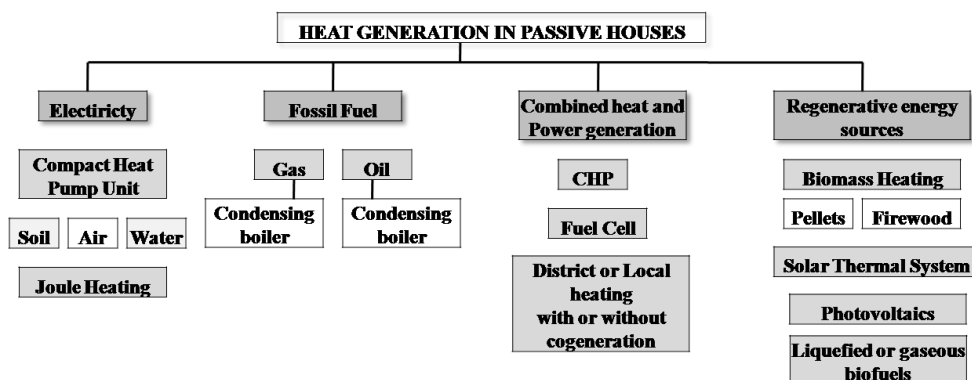 HEAT GENERATION IN PASSIVE HOUSES
Electiricty
Compact Heat
Pump Unit
Soil
Air
Water
Joule Heating
Fossil Fuel
Gas
Oil
Condensing
boiler
Condensing
boiler
Combined heat and
Power generation
CHP
Fuel Cell
District or Local
heating
with or without
cogeneration
Regenerative energy
sources
Biomass Heating
Pellets
Firewood
Solar Thermal System
Photovoltaics
Liquefied or gaseous
biofuels